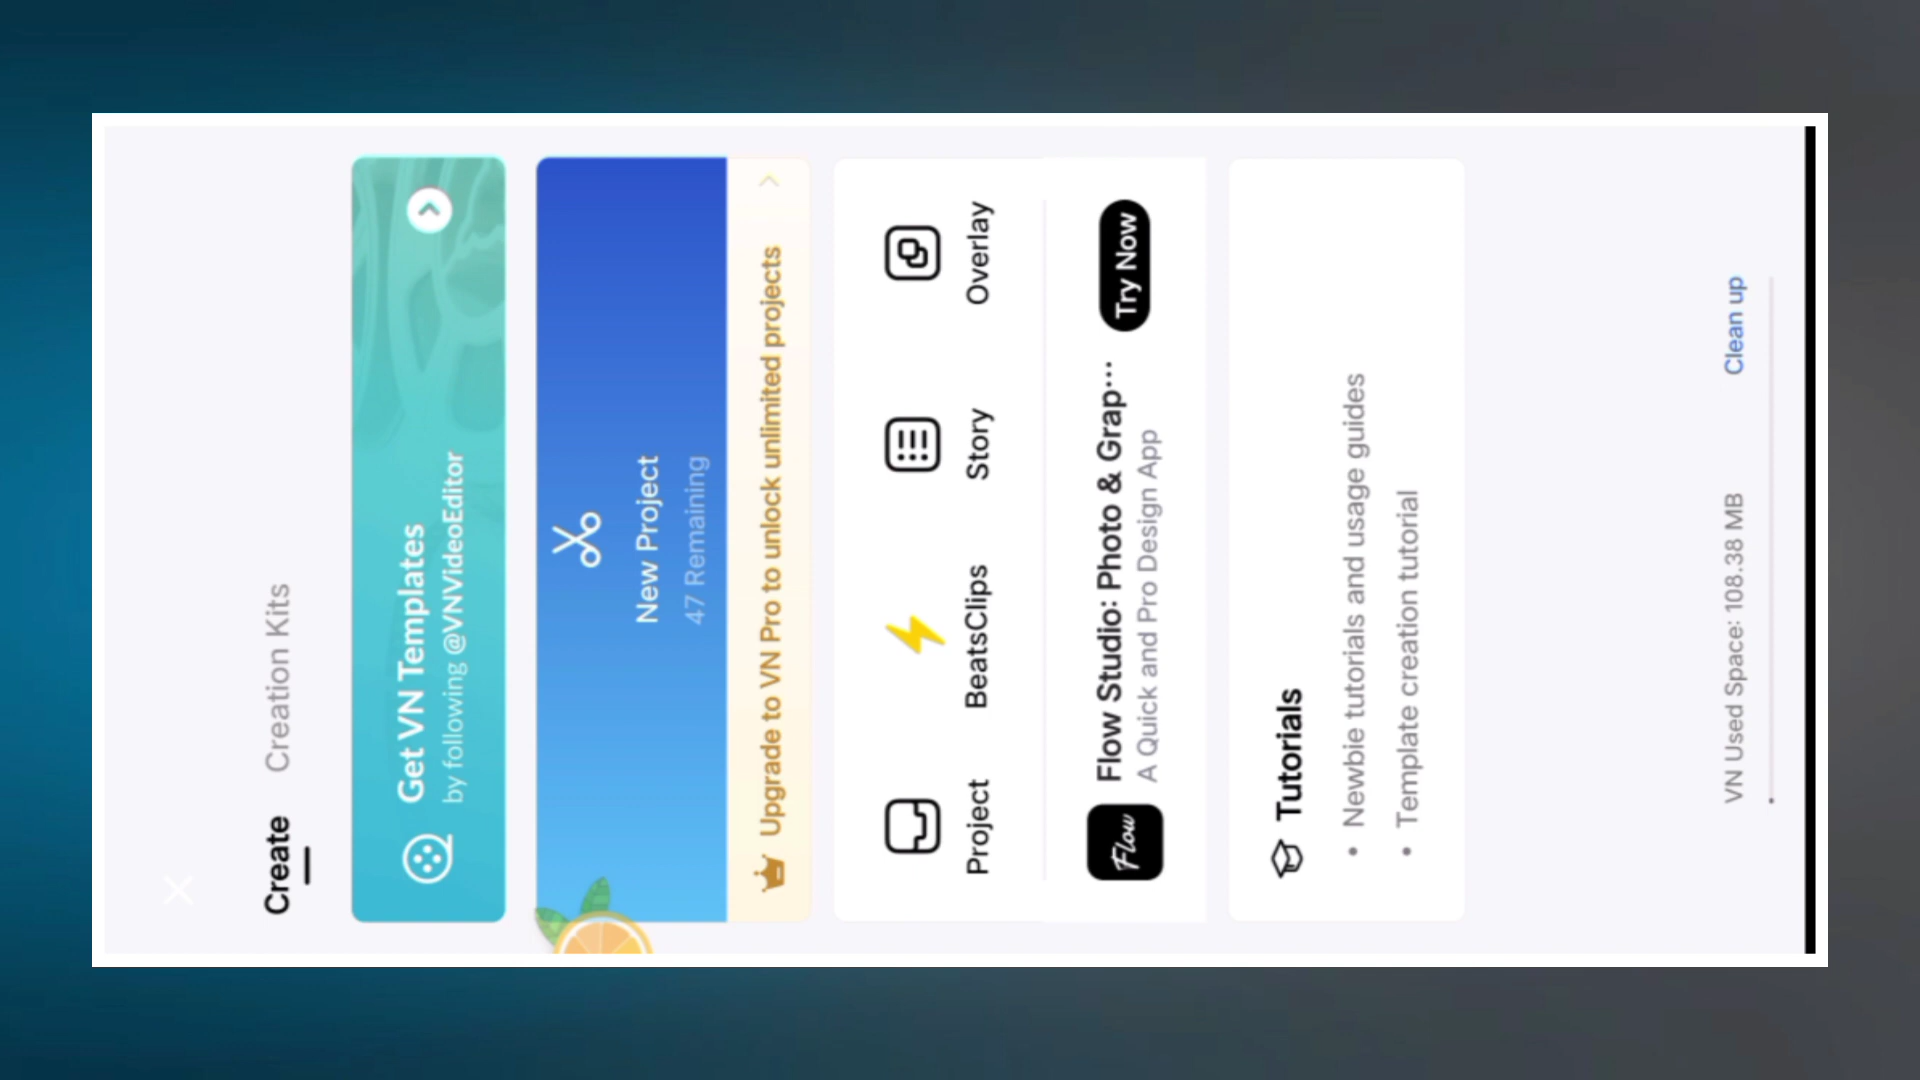 Create Creation Kits
Get VN Templates
by following @VNVideoEditor
New Project
47 Remaining
Upgrade to VN Pro to unlock unlimited projects
Project BeatsClips Story Overlay
Flow
Flow Studio: Photo & Grap...
A Quick and Pro Design App
Try Now
Tutorials
• Newbie tutorials and usage guides
• Template creation tutorial
VN Used Space: 108.38 MB Clean up